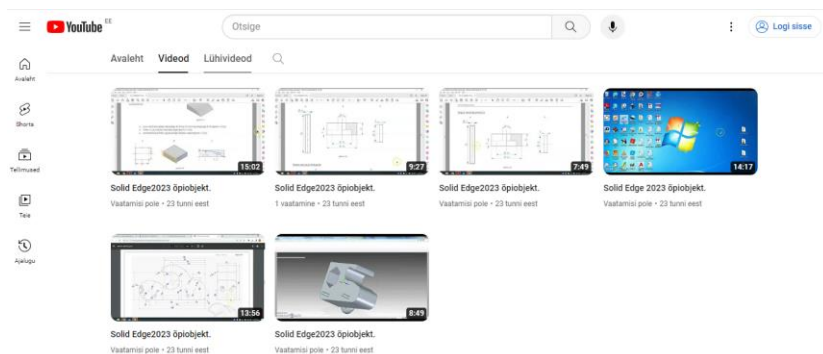 YouTube EE
Otsige
Logi sisse
Avaleht Videod Lühivideod
Avaleht
Shorts
Tellimused
Teie
Ajalugu
15:02
9:27
7:49
14:17
Solid Edge2023 õpiobjekt.
Vaatamisi pole • 23 tunni eest
Solid Edge2023 õpiobjekt.
1 vaatamine • 23 tunni eest
Solid Edge2023 õpiobjekt.
Vaatamisi pole • 23 tunni eest
Solid Edge 2023 õpiobjekt.
Vaatamisi pole • 23 tunni eest
13:56
8:49
Solid Edge2023 õpiobjekt.
Vaatamisi pole • 23 tunni eest
Solid Edge2023 õpiobjekt.
Vaatamisi pole • 23 tunni eest